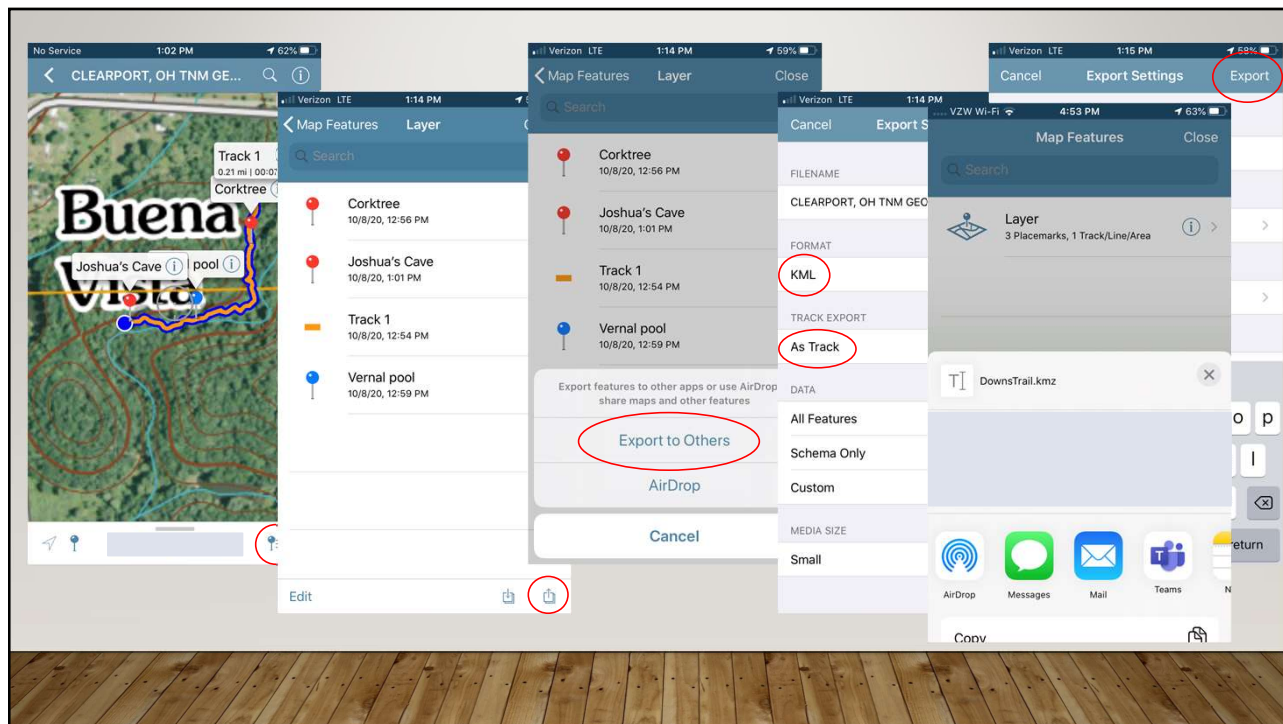 No Service 1:02 PM 62%
CLEARPORT, OH TNM GE...
Track 1
0.21 mi | 00:07
Corktree
Buena
Joshua's Cave
pool
Vista
Verizon LTE 1:14 PM
Map Features Layer
Search
Corktree
10/8/20, 12:56 PM
Joshua's Cave
10/8/20, 1:01 PM
Track 1
10/8/20, 12:54 PM
Vernal pool
10/8/20, 12:59 PM
Edit
Verizon LTE 1:14 PM 59%
Map Features Layer Close
Search
Corktree
10/8/20, 12:56 PM
Joshua's Cave
10/8/20, 1:01 PM
Track 1
10/8/20, 12:54 PM
Vernal pool
10/8/20, 12:59 PM
Export features to other apps or use AirDrop
share maps and other features
Export to Others
AirDrop
Cancel
Verizon LTE 1:14 PM
Cancel Export S
FILENAME
CLEARPORT, OH TNM GEO
FORMAT
KML
TRACK EXPORT
As Track
DATA
All Features
Schema Only
Custom
MEDIA SIZE
Small
Verizon LTE 1:15 PM 58%
Cancel Export Settings Export
o p
l
return
VZW Wi-Fi 4:53 PM 63%
Map Features Close
Search
Layer
3 Placemarks, 1 Track/Line/Area
DownsTrail.kmz
AirDrop Messages Mail Teams N
Copy